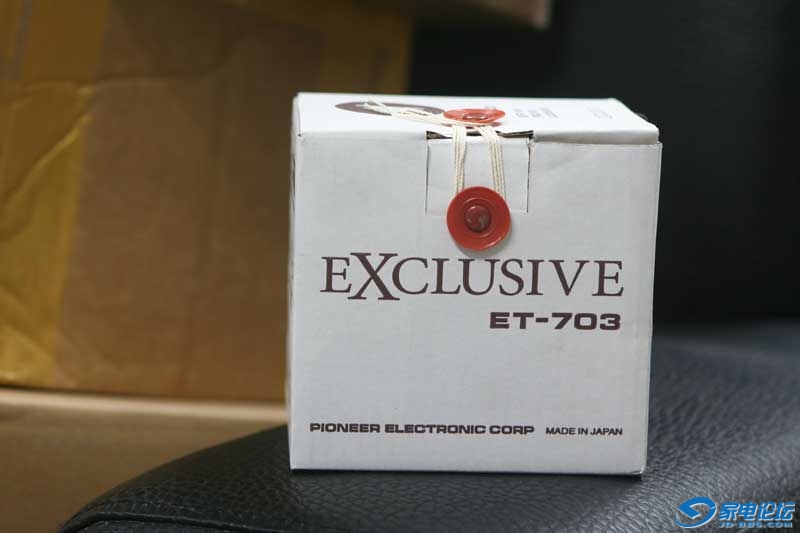 EXCLUSIVE
ET-703
PIONEER ELECTRONIC CORP MADE IN JAPAN
家电论坛
JD-BBS.COM